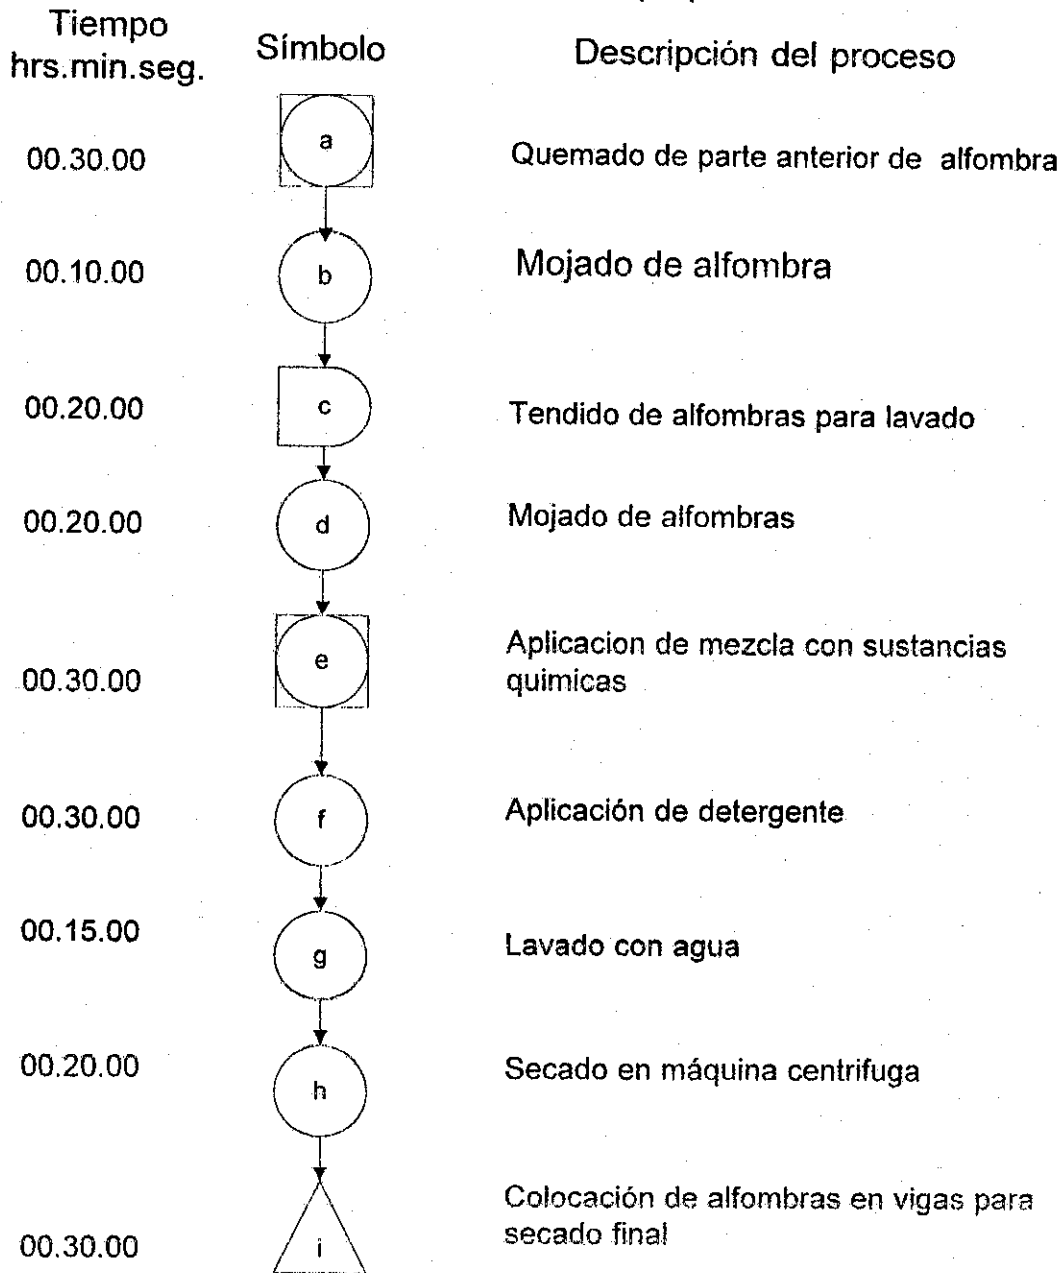 Tiempo
hrs.min.seg.
Símbolo
Descripción del proceso
00.30.00
a
Quemado de parte anterior de alfombra
00.10.00
b
Mojado de alfombra
00.20.00
c
Tendido de alfombras para lavado
00.20.00
d
Mojado de alfombras
00.30.00
e
Aplicacion de mezcla con sustancias
quimicas
00.30.00
f
Aplicación de detergente
00.15.00
g
Lavado con agua
00.20.00
h
Secado en máquina centrifuga
00.30.00
i
Colocación de alfombras en vigas para
secado final